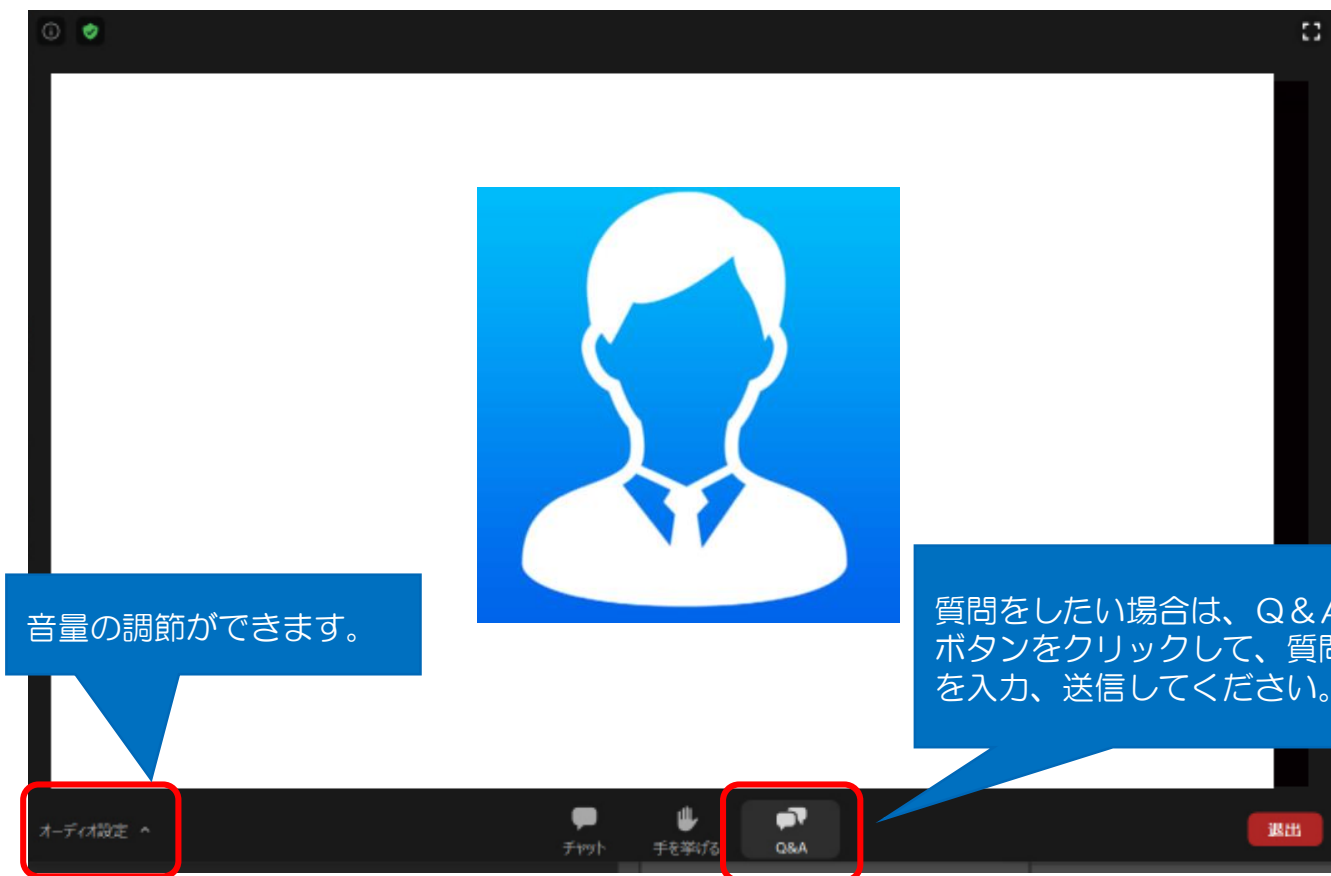 音量の調節ができます。
質問をしたい場合は、Q&A
ボタンをクリックして、質問
を入力、送信してください。
オーディオ設定
チャット
手を挙げる
Q&A
退出